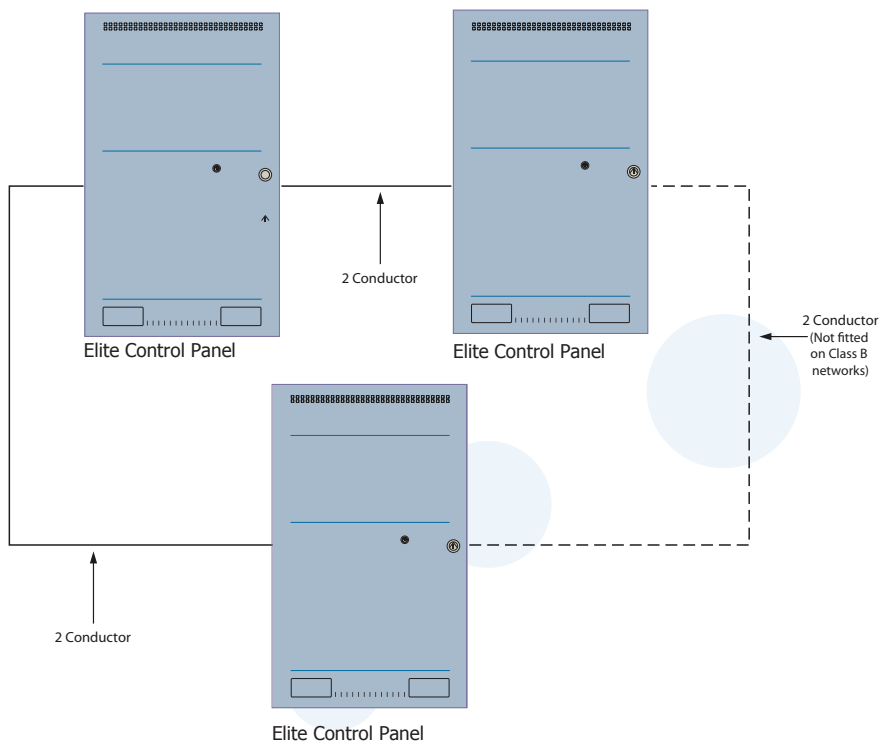 2 Conductor
2 Conductor
(Not fitted
on Class B
networks)
Elite Control Panel
Elite Control Panel
2 Conductor
Elite Control Panel